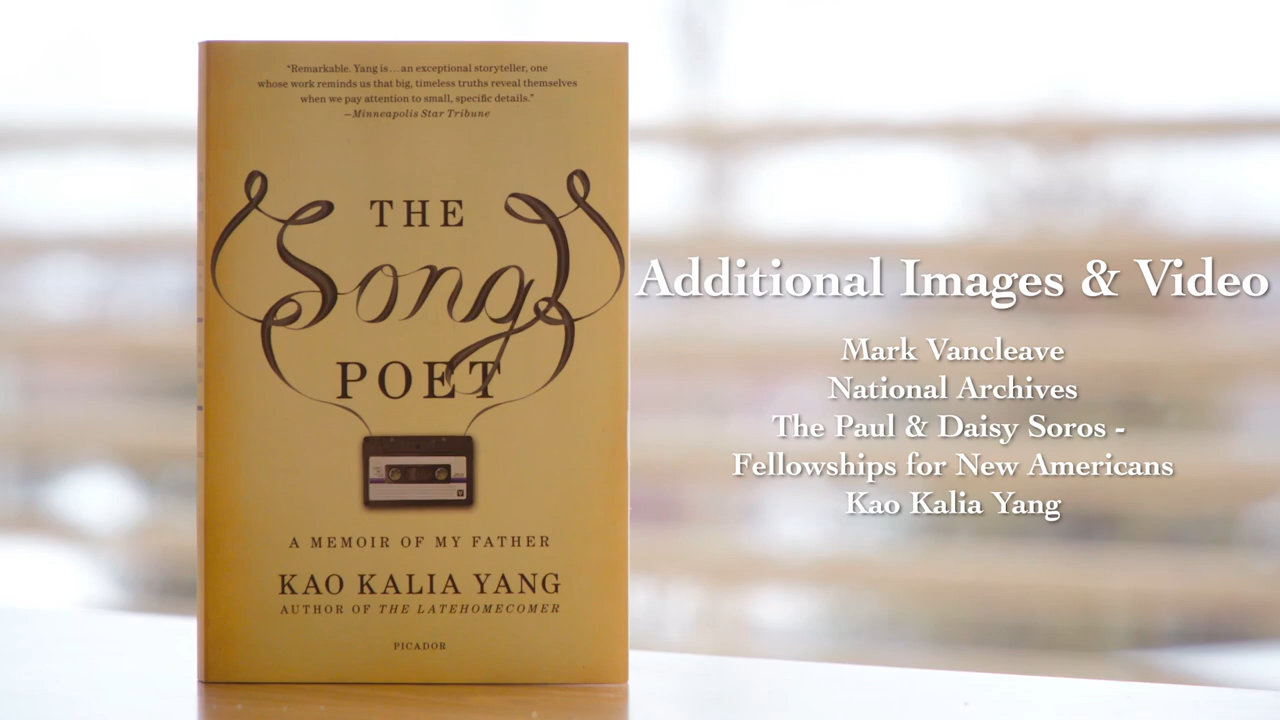 “Remarkable. Yang is...an exceptional storyteller, one
whose work reminds us that big, timeless truths reveal themselves
when we pay attention to small, specific details.”
—Minneapolis Star Tribune
THE
Song
POET
A MEMOIR OF MY FATHER
KAO KALIA YANG
AUTHOR OF THE LATEHOMECOMER
PICADOR
Additional Images & Video
Mark Vancleave
National Archives
The Paul & Daisy Soros -
Fellowships for New Americans
Kao Kalia Yang